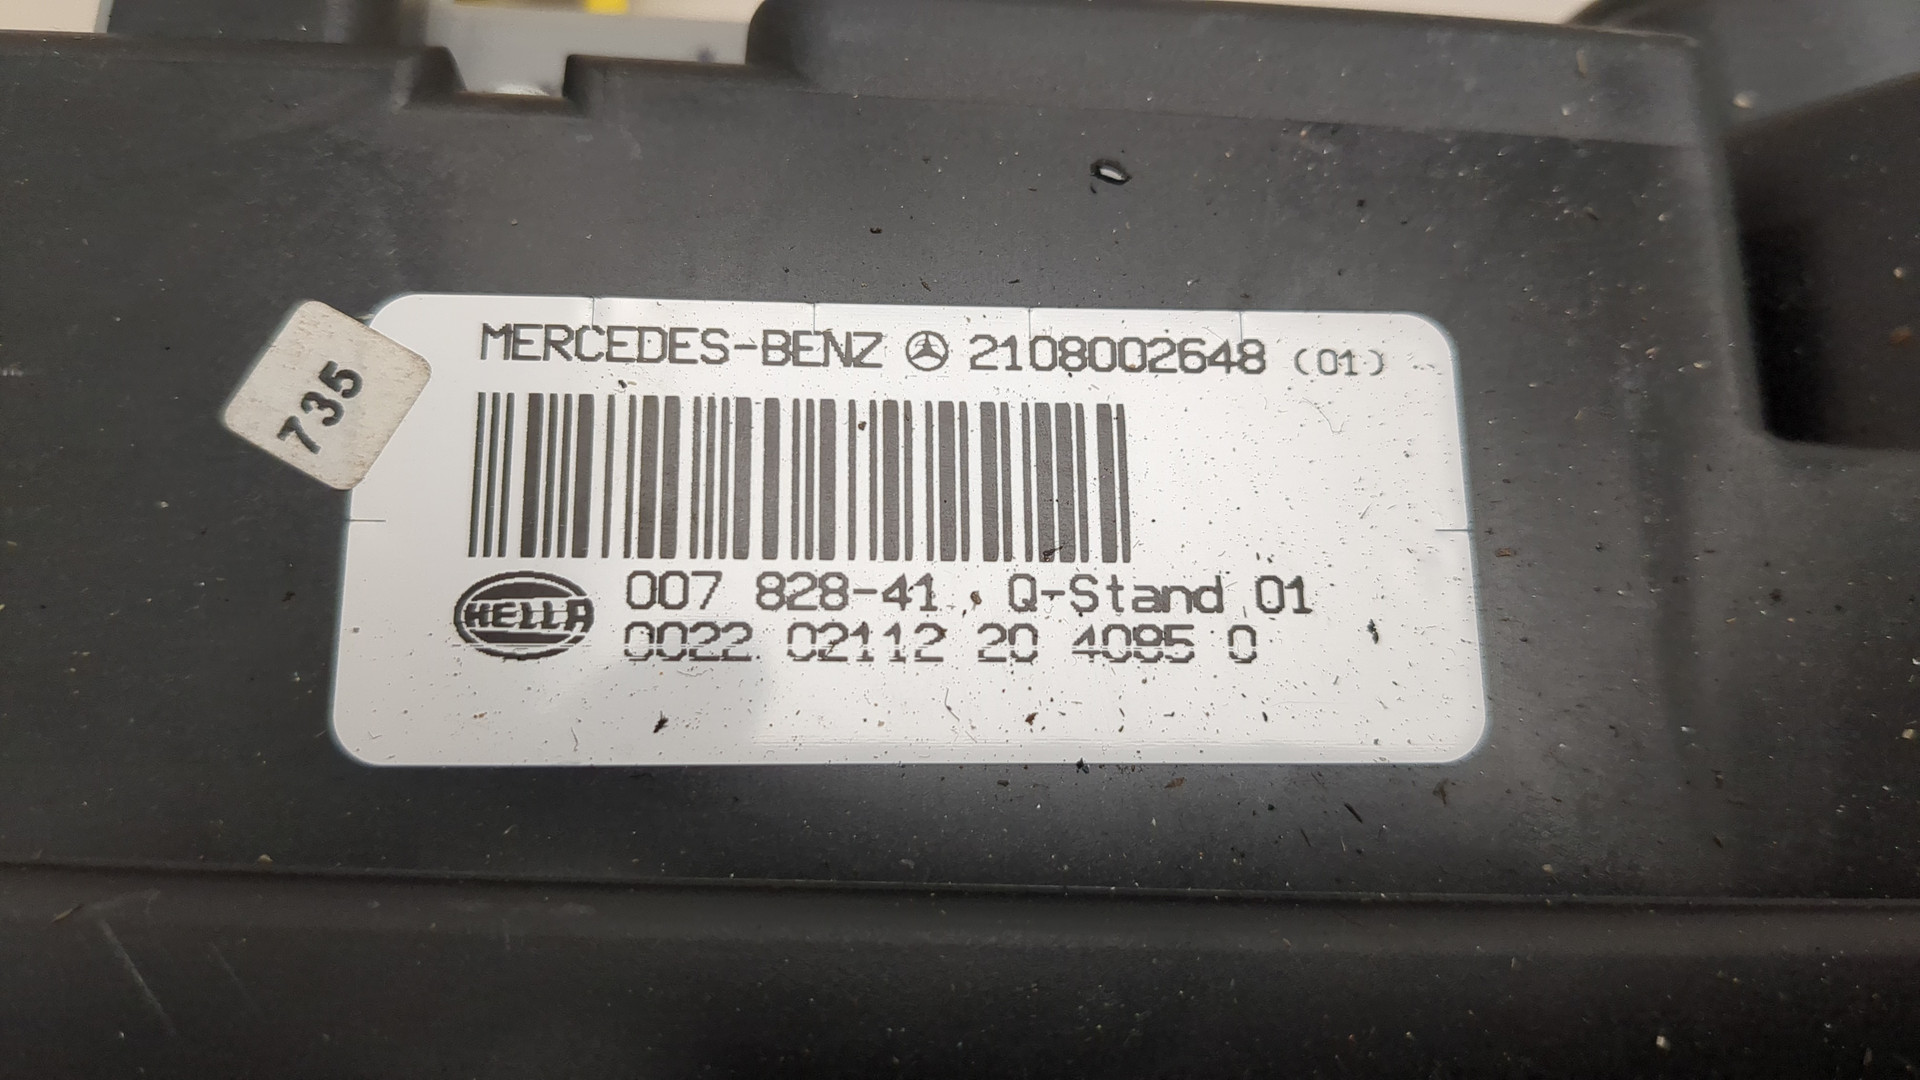 MERCEDES-BENZ 2108002648 (01)
735
HELLA
007 828-41 Q-Stand 01
0022 02112 20 4085 0